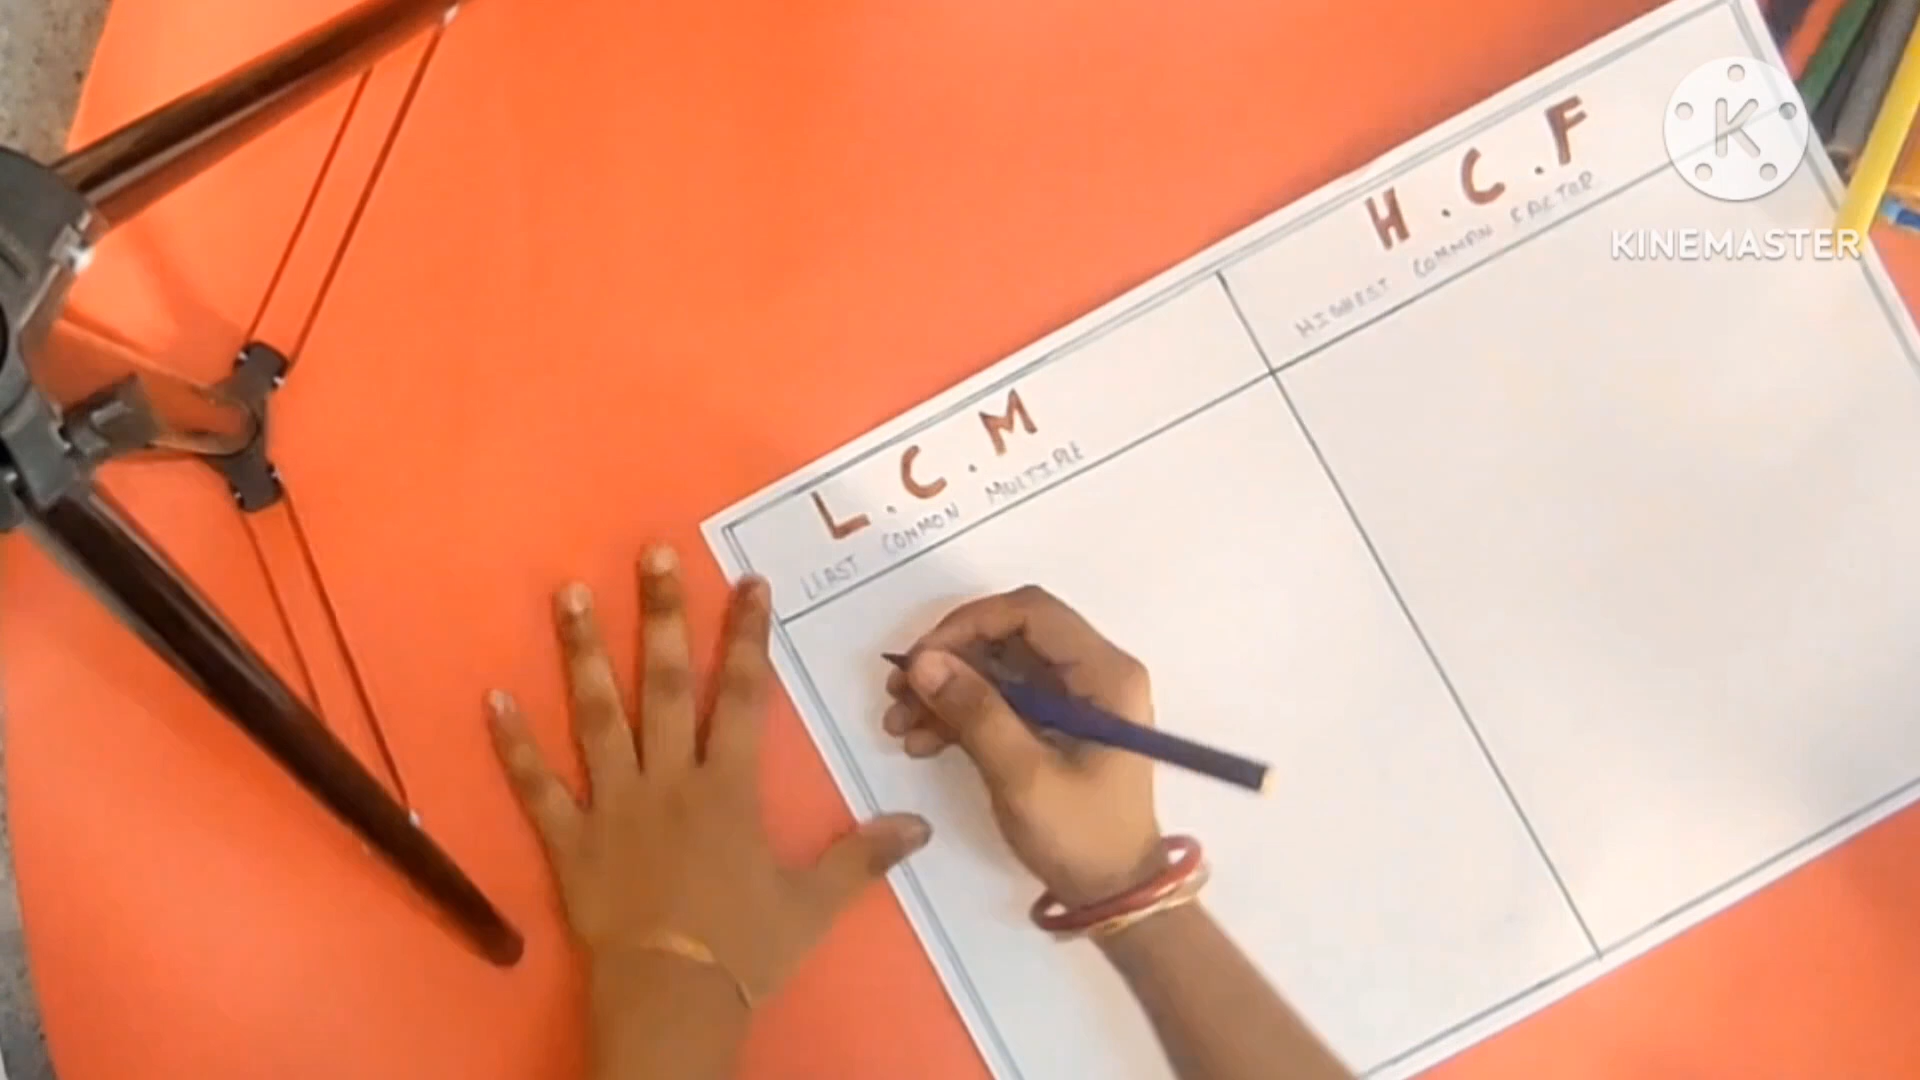 L.C.M
LEAST COMMON MULTIPLE
H.C.F
HIGHEST COMMON FACTOR
K
KINEMASTER